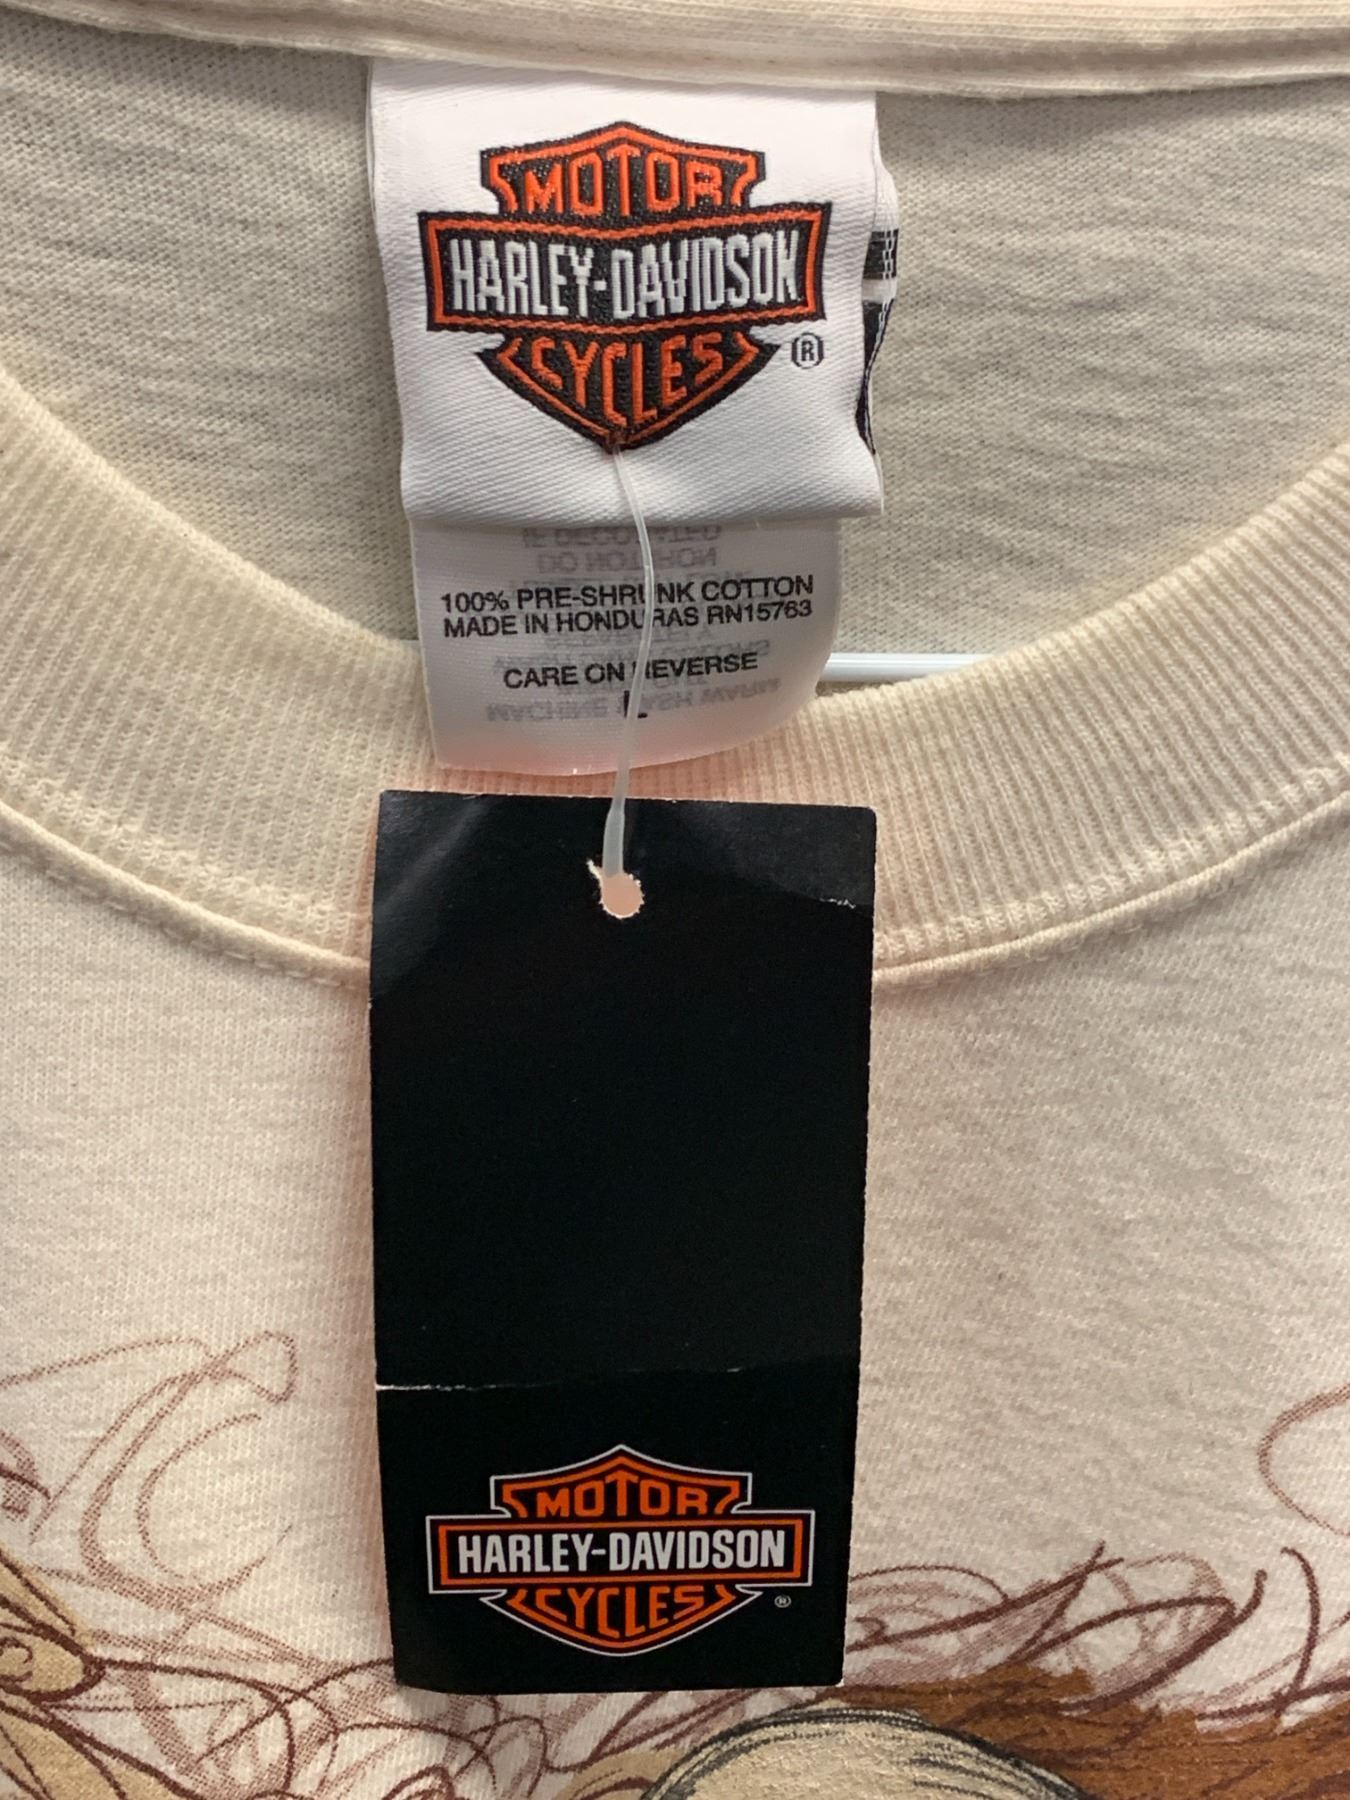 MOTOR
HARLEY-DAVIDSON
CYCLES
®
100% PRE-SHRUNK COTTON
MADE IN HONDURAS RN15763
CARE ON REVERSE
L
MOTOR
HARLEY-DAVIDSON
CYCLES
®